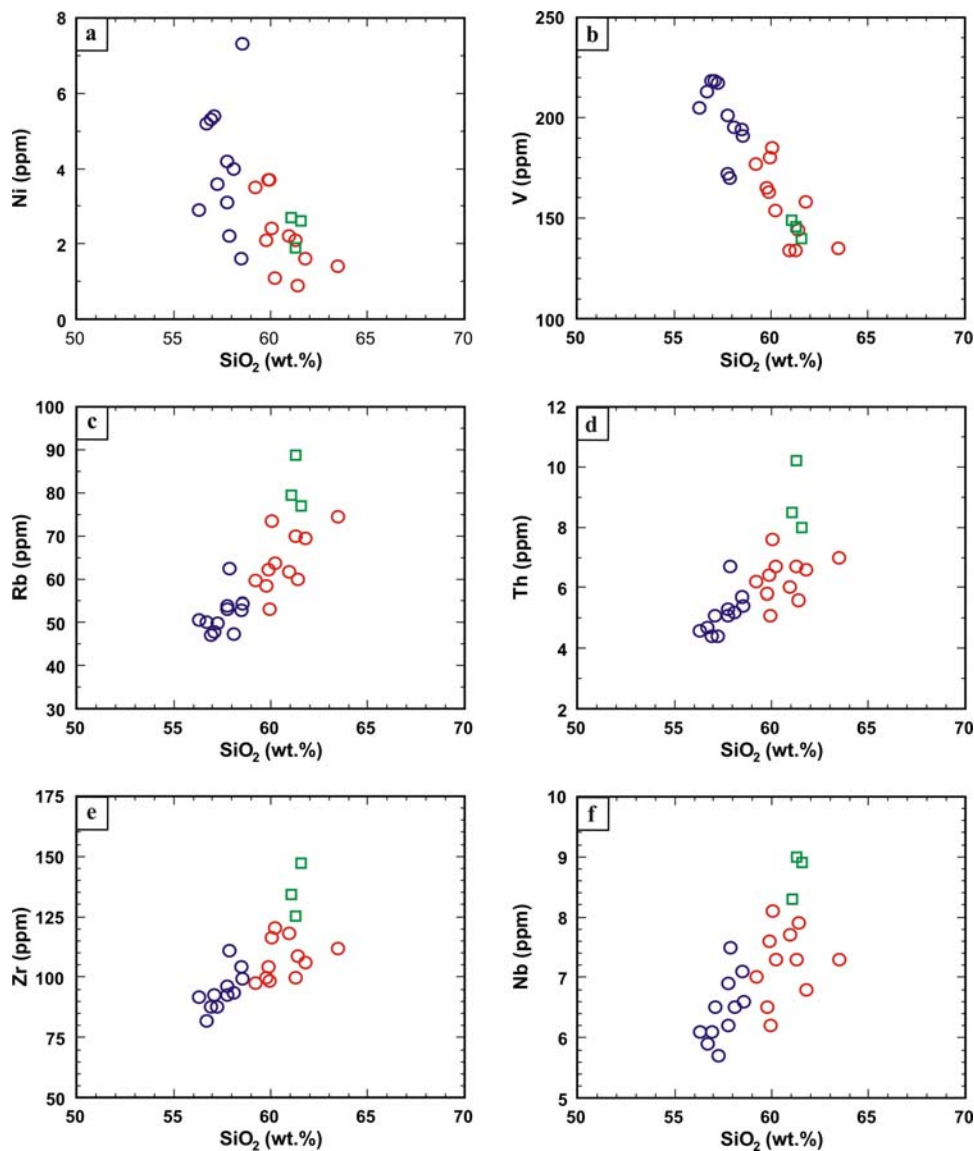 a
8
6
4
2
0
Ni (ppm)
50 55 60 65 70
SiO2 (wt.%)
b
250
200
150
100
V (ppm)
50 55 60 65 70
SiO2 (wt.%)
c
100
90
80
70
60
50
40
30
Rb (ppm)
50 55 60 65 70
SiO2 (wt.%)
d
12
10
8
6
4
2
Th (ppm)
50 55 60 65 70
SiO2 (wt.%)
e
175
150
125
100
75
50
Zr (ppm)
50 55 60 65 70
SiO2 (wt.%)
f
10
9
8
7
6
5
Nb (ppm)
50 55 60 65 70
SiO2 (wt.%)